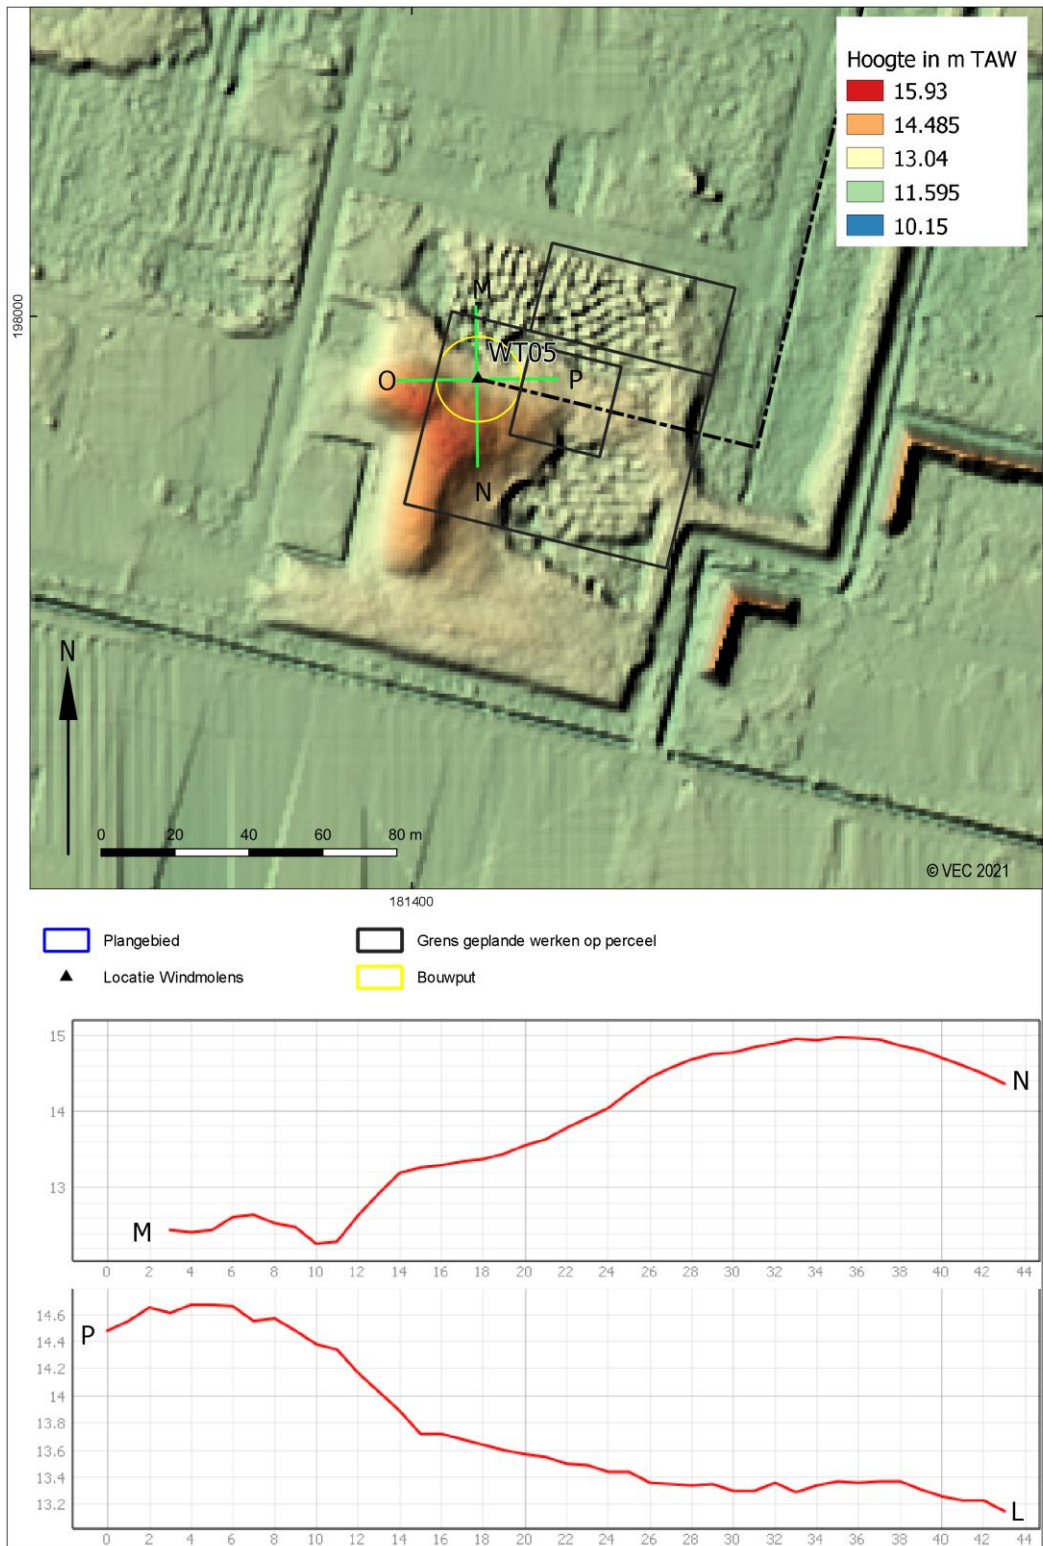 Hoogte in m TAW
15.93
14.485
13.04
11.595
10.15
198000
M
WT05
O
P
N
N
0 20 40 60 80 m
© VEC 2021
181400
Plangebied
Grens geplande werken op perceel
Locatie Windmolens
Bouwput
15
14
13
M
N
0 2 4 6 8 10 12 14 16 18 20 22 24 26 28 30 32 34 36 38 40 42 44
14.6
14.4
14.2
14
13.8
13.6
13.4
13.2
P
L
0 2 4 6 8 10 12 14 16 18 20 22 24 26 28 30 32 34 36 38 40 42 44